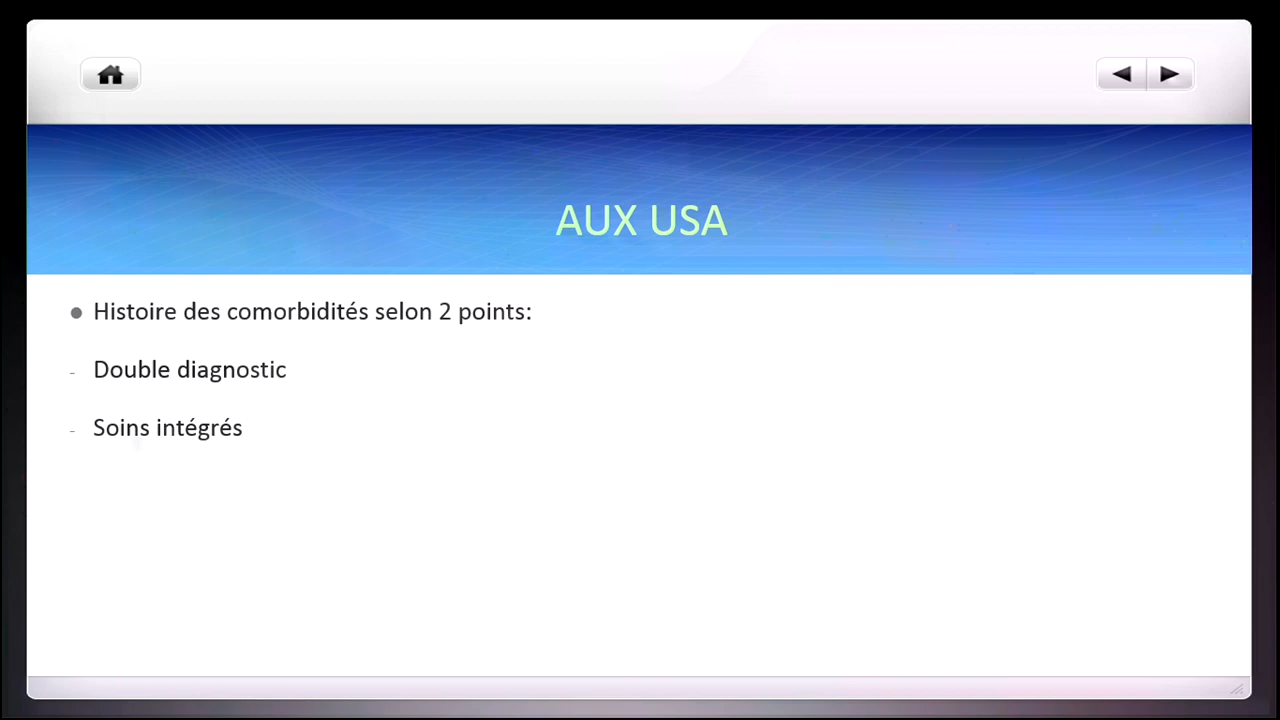 AUX USA
● Histoire des comorbidités selon 2 points:
- Double diagnostic
- Soins intégrés